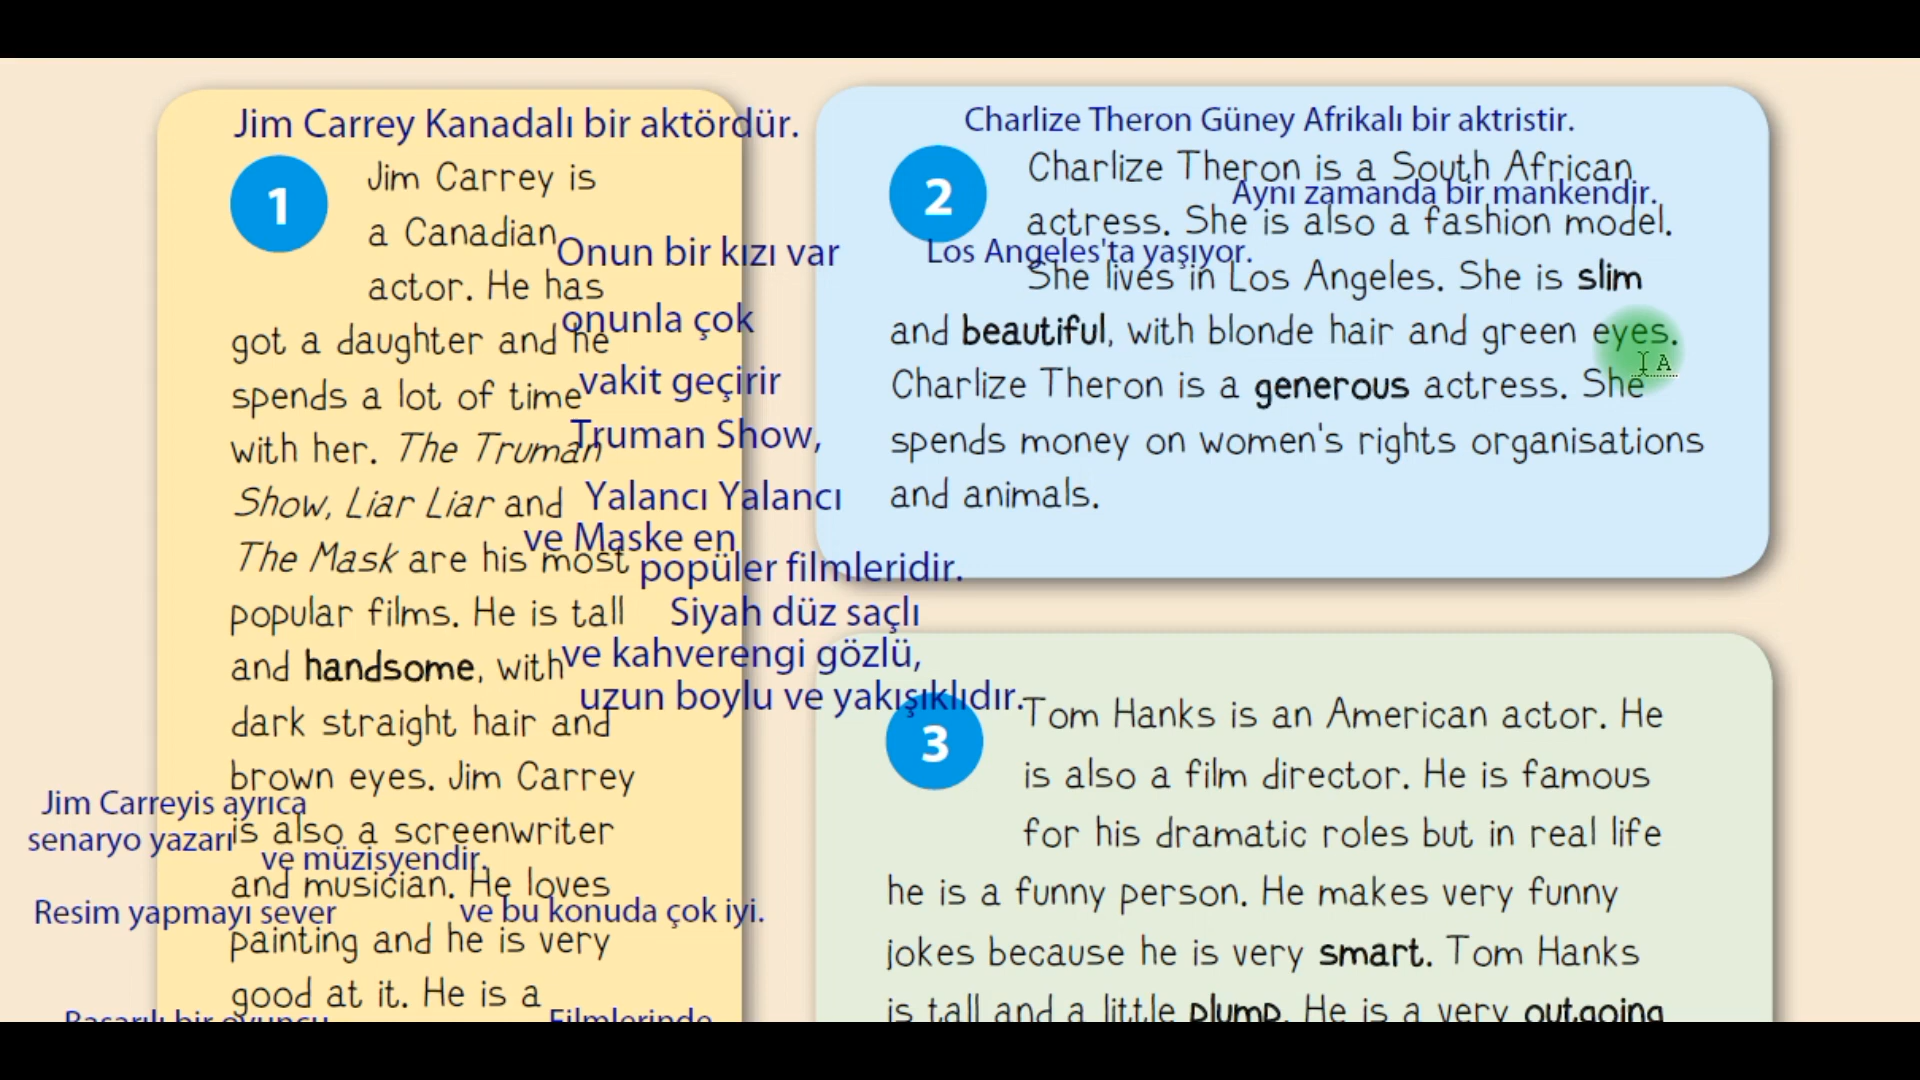 Jim Carrey Kanadalı bir aktördür.
1
Jim Carrey is
a Canadian
Onun bir kızı var
actor. He has
onunla çok
got a daughter and he
vakit geçirir
spends a lot of time
Truman Show,
with her. The Truman
Yalancı Yalancı
Show, Liar Liar and
ve Maske en
The Mask are his most
popüler filmleridir.
popular films. He is tall
Siyah düz saçlı
ve kahverengi gözlü,
and handsome, with
uzun boylu ve yakışıklıdır.
dark straight hair and
brown eyes. Jim Carrey
Jim Carreyis ayrıca
is also a screenwriter
senaryo yazarı
ve müzisyendir.
and musician. He loves
Resim yapmayı sever
ve bu konuda çok iyi.
painting and he is very
good at it. He is a
Başarılı bir oyuncu
Filmlerinde
Charlize Theron Güney Afrikalı bir aktristir.
2
Charlize Theron is a South African
Aynı zamanda bir mankendir.
actress. She is also a fashion model.
Los Angeles'ta yaşıyor.
She lives in Los Angeles. She is slim
and beautiful, with blonde hair and green eyes.
A
Charlize Theron is a generous actress. She
spends money on women's rights organisations
and animals.
3
Tom Hanks is an American actor. He
is also a film director. He is famous
for his dramatic roles but in real life
he is a funny person. He makes very funny
jokes because he is very smart. Tom Hanks
is tall and a little plump. He is a very outgoing